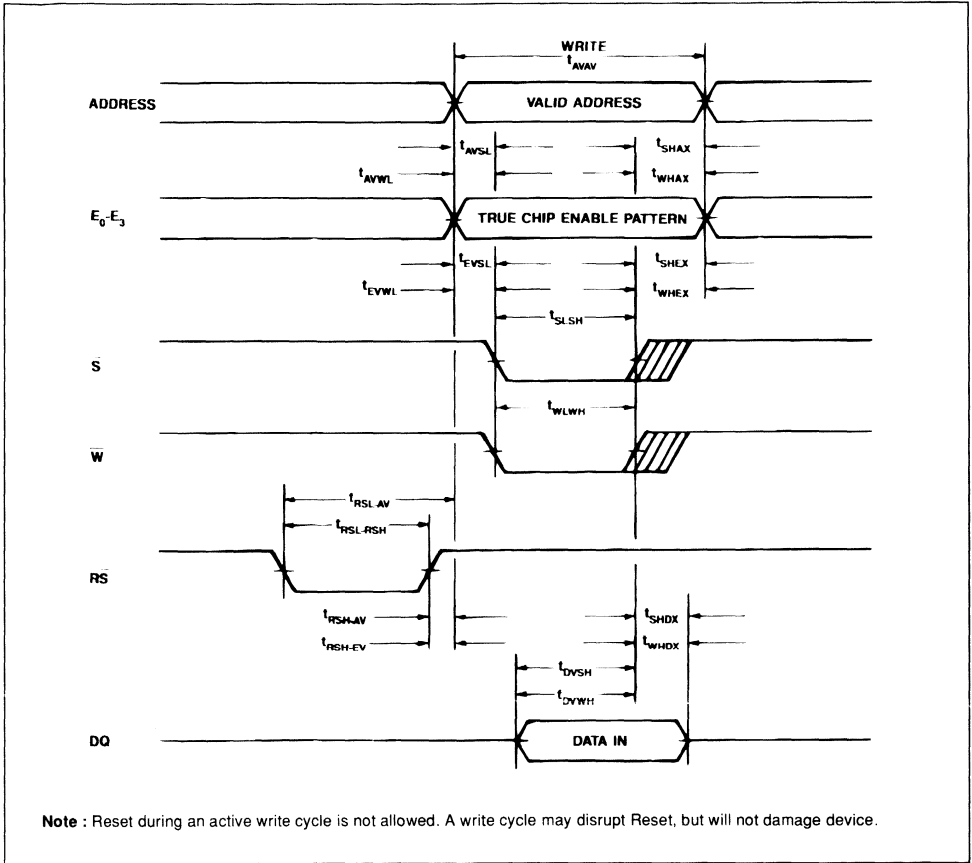 WRITE
tAVAV
ADDRESS
VALID ADDRESS
tAVSL
tSHAX
tAVWL
tWHAX
E0-E3
TRUE CHIP ENABLE PATTERN
tEVSL
tSHEX
tEVWL
tWHEX
tSLSH
S̅
tWLWH
W̅
tRSL-AV
tRSL-RSH
R̅S̅
tRSH-AV
tSHDX
tRSH-EV
tWHDX
tDVSH
tDVWH
DQ
DATA IN
Note : Reset during an active write cycle is not allowed. A write cycle may disrupt Reset, but will not damage device.